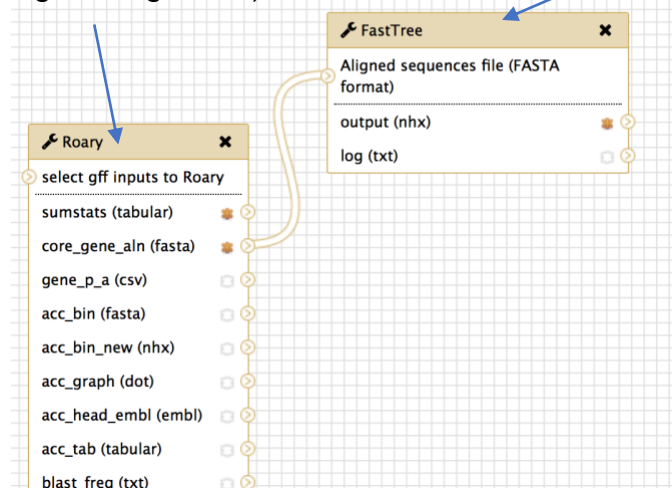 Roary
select gff inputs to Roary
sumstats (tabular)
core_gene_aln (fasta)
gene_p_a (csv)
acc_bin (fasta)
acc_bin_new (nhx)
acc_graph (dot)
acc_head_embl (embl)
acc_tab (tabular)
blast_freq (txt)
FastTree
Aligned sequences file (FASTA
format)
output (nhx)
log (txt)